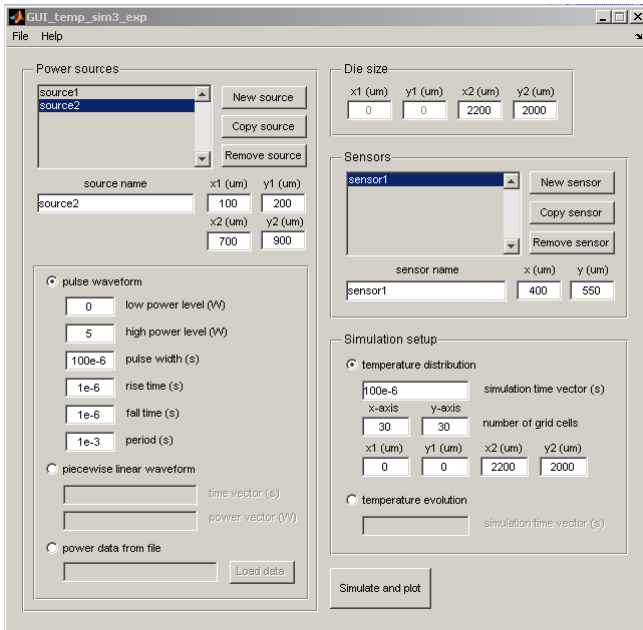 GUI_temp_sim3_exp
File Help
Power sources
source1
source2
New source
Copy source
Remove source
source name x1 (um) y1 (um)
source2 100 200
x2 (um) y2 (um)
700 900
pulse waveform
0 low power level (W)
5 high power level (W)
100e-6 pulse width (s)
1e-6 rise time (s)
1e-6 fall time (s)
1e-3 period (s)
piecewise linear waveform
time vector (s)
power vector (W)
power data from file
Load data
Die size
x1 (um) y1 (um) x2 (um) y2 (um)
0 0 2200 2000
Sensors
sensor1
New sensor
Copy sensor
Remove sensor
sensor name x (um) y (um)
sensor1 400 550
Simulation setup
temperature distribution
100e-6 simulation time vector (s)
x-axis y-axis
30 30 number of grid cells
x1 (um) y1 (um) x2 (um) y2 (um)
0 0 2200 2000
temperature evolution
simulation time vector (s)
Simulate and plot